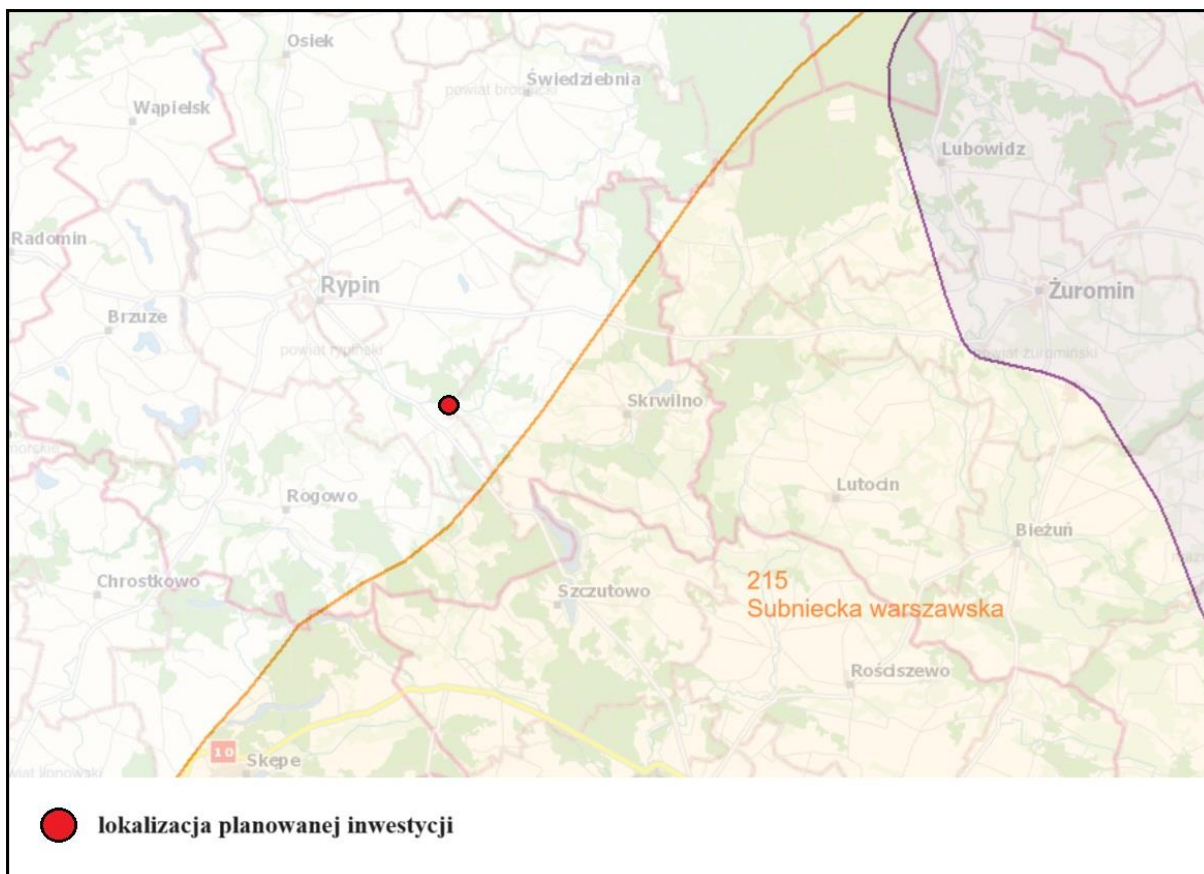 Osiek
Świedziebnia
powiat brodnicki
Wąpielsk
Lubowidz
Radomin
Rypin
Żuromin
Brzuze
powiat rypiński
powiat żuromiński
Skrwilno
Lutocin
Rogowo
Bieżuń
Chrostkowo
Szczutowo
215
Subniecka warszawska
Rościszewo
10
Skępe
lokalizacja planowanej inwestycji